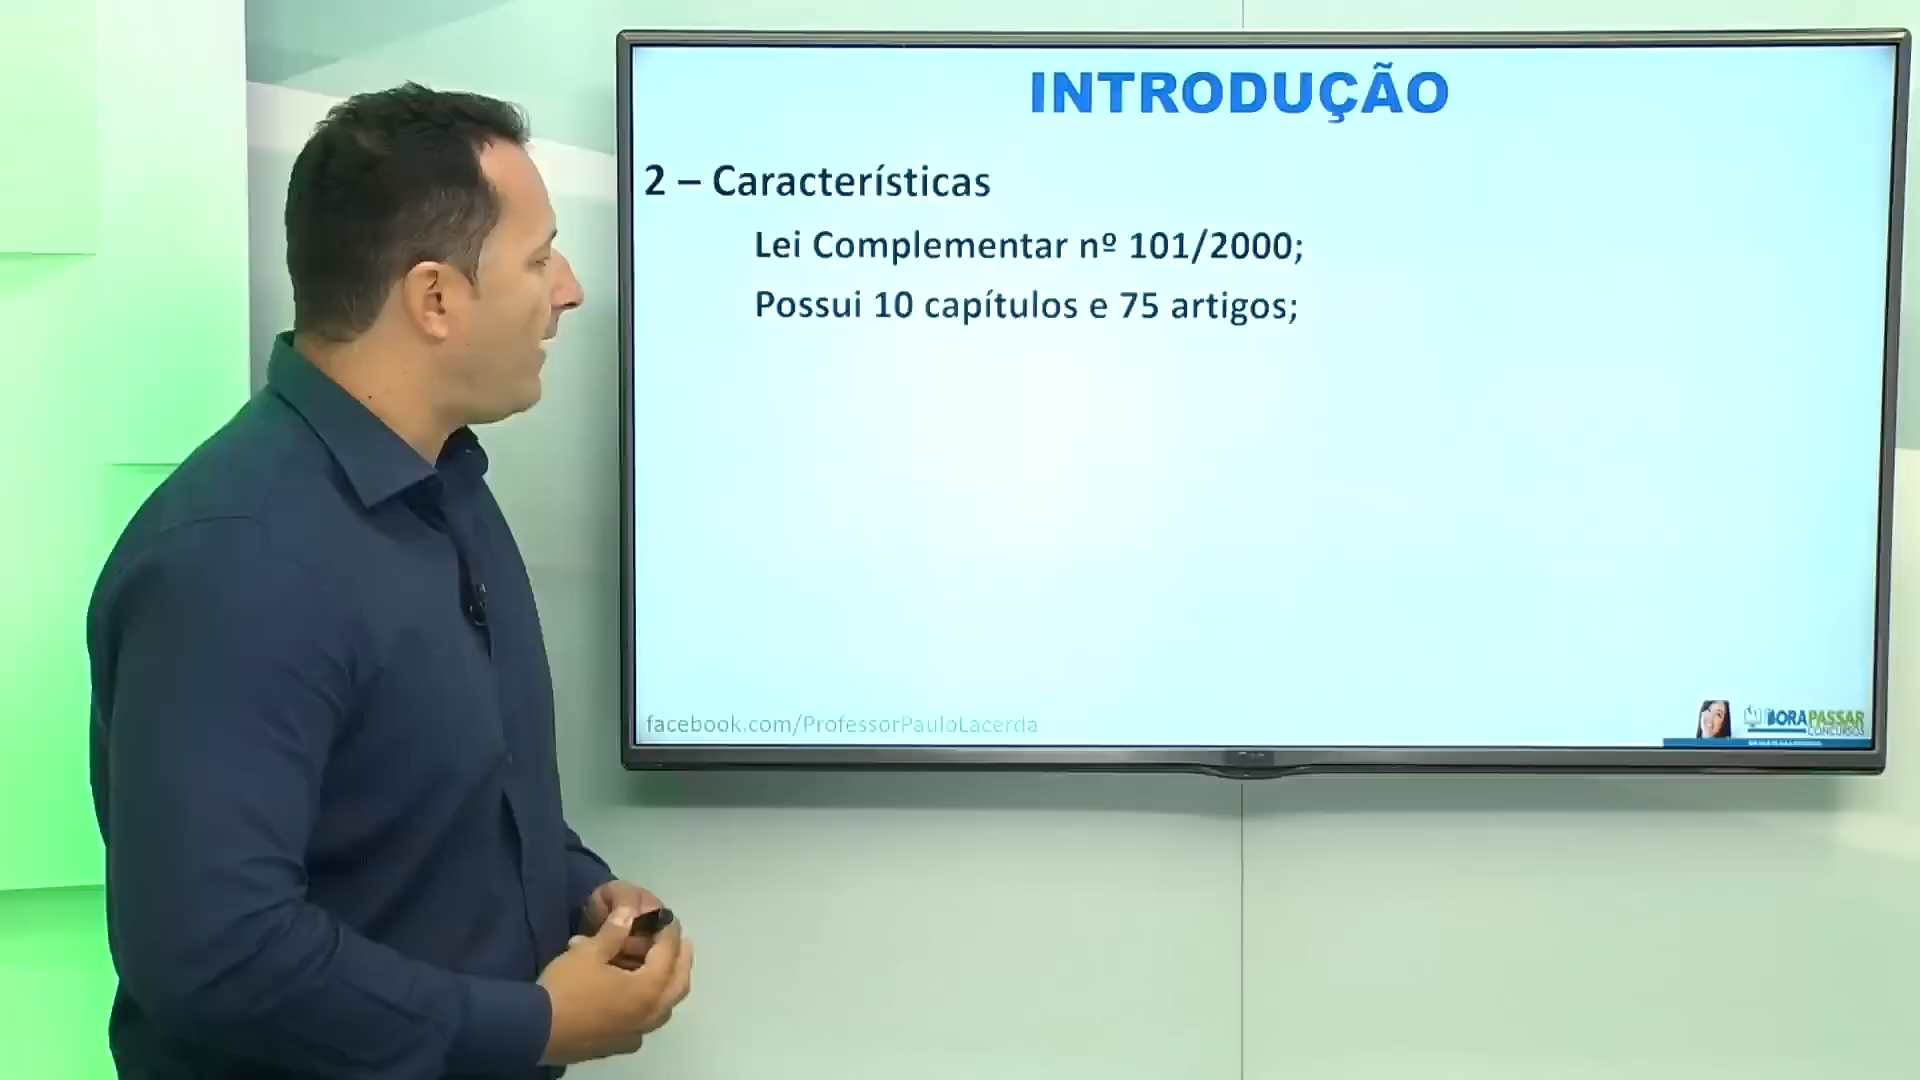 INTRODUÇÃO
2 – Características
Lei Complementar nº 101/2000;
Possui 10 capítulos e 75 artigos;
facebook.com/ProfessorPauloLacerda
BORAPASSAR
CONCURSOS